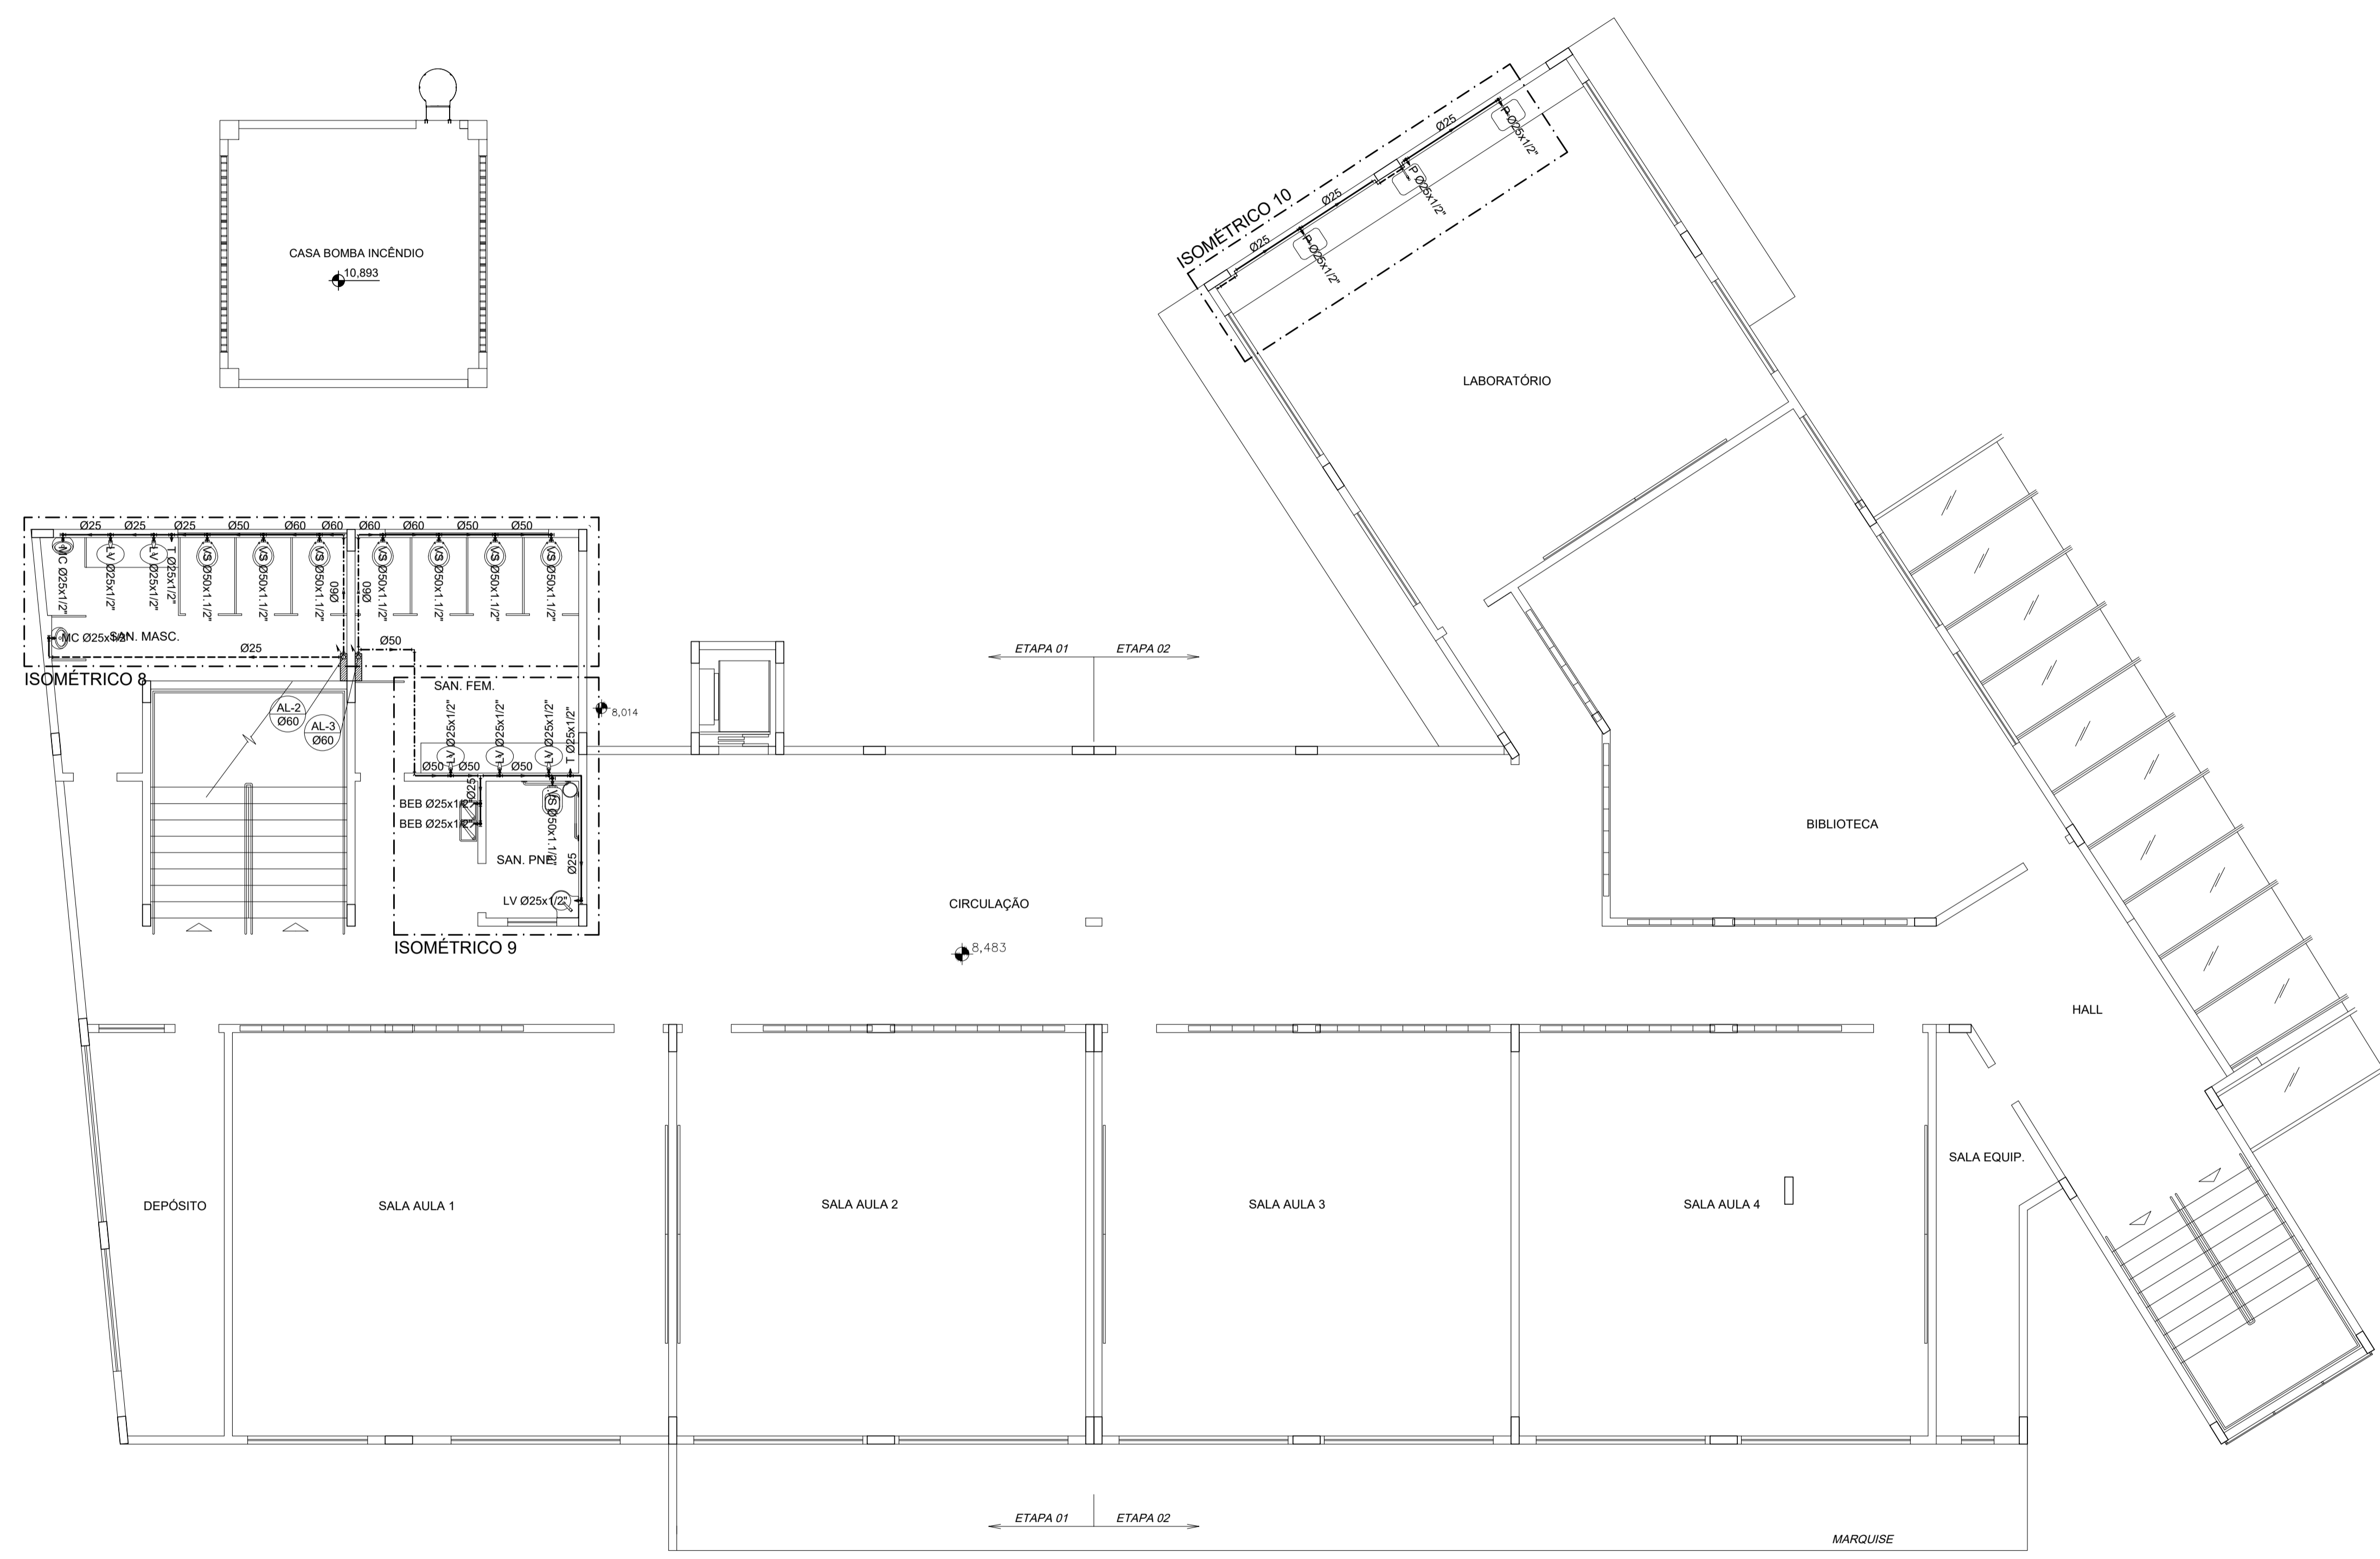 CASA BOMBA INCÊNDIO
10,893
ISOMÉTRICO 10
Ø25
Ø25
Ø25
P Ø25x1/2"
P Ø25x1/2"
P Ø25x1/2"
LABORATÓRIO
Ø25
Ø25
Ø25
Ø50
Ø60
Ø60
Ø60
Ø60
Ø50
Ø50
MC Ø25x1/2"
LV Ø25x1/2"
LV Ø25x1/2"
T Ø25x1/2"
VS Ø50x1.1/2"
VS Ø50x1.1/2"
VS Ø50x1.1/2"
Ø60
Ø60
VS Ø50x1.1/2"
VS Ø50x1.1/2"
VS Ø50x1.1/2"
VS Ø50x1.1/2"
MC Ø25x1/2"
SAN. MASC.
Ø25
Ø50
ISOMÉTRICO 8
SAN. FEM.
AL-2
Ø60
AL-3
Ø60
8,014
LV Ø25x1/2"
LV Ø25x1/2"
LV Ø25x1/2"
T Ø25x1/2"
Ø50
Ø50
Ø50
Ø25
BEB Ø25x1/2"
BEB Ø25x1/2"
VS Ø50x1.1/2"
SAN. PNE.
Ø25
LV Ø25x1/2"
ISOMÉTRICO 9
ETAPA 01
ETAPA 02
BIBLIOTECA
CIRCULAÇÃO
8,483
HALL
DEPÓSITO
SALA AULA 1
SALA AULA 2
SALA AULA 3
SALA AULA 4
SALA EQUIP.
ETAPA 01
ETAPA 02
MARQUISE